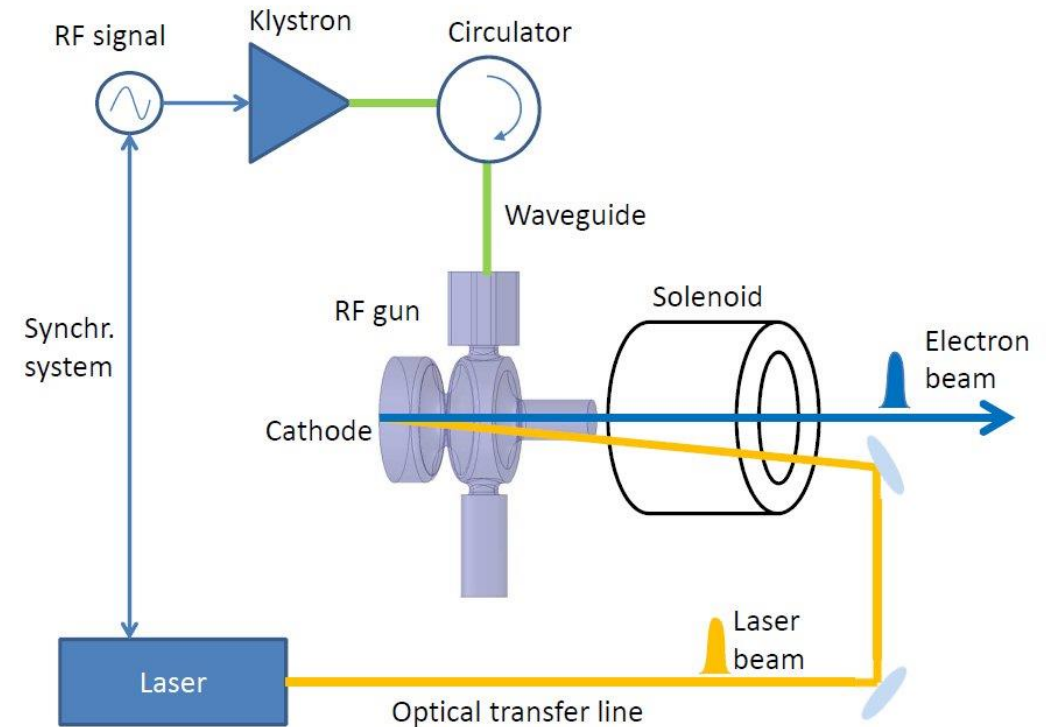 Klystron
RF signal
Circulator
Waveguide
RF gun
Solenoid
Synchr.
system
Electron
beam
Cathode
Laser
beam
Laser
Optical transfer line